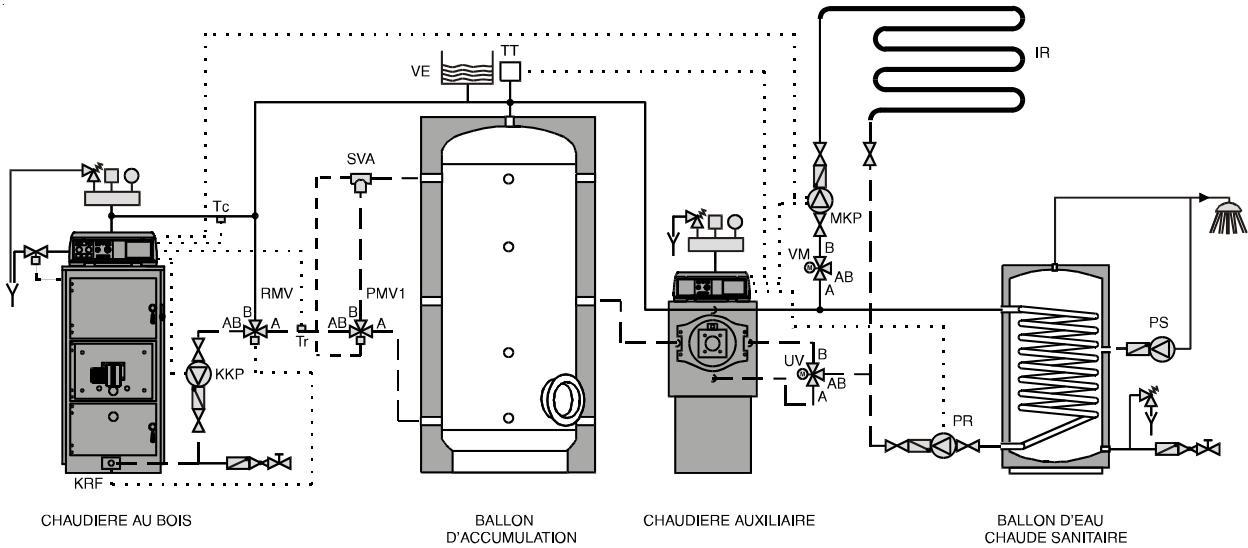 VE
TT
IR
SVA
Tc
MKP
B
VM
M
AB
A
RMV
B
AB
A
Tr
PMV1
B
AB
A
KKP
UV
M
B
AB
A
PS
PR
KRF
CHAUDIERE AU BOIS
BALLON
D'ACCUMULATION
CHAUDIERE AUXILIAIRE
BALLON D'EAU
CHAUDE SANITAIRE